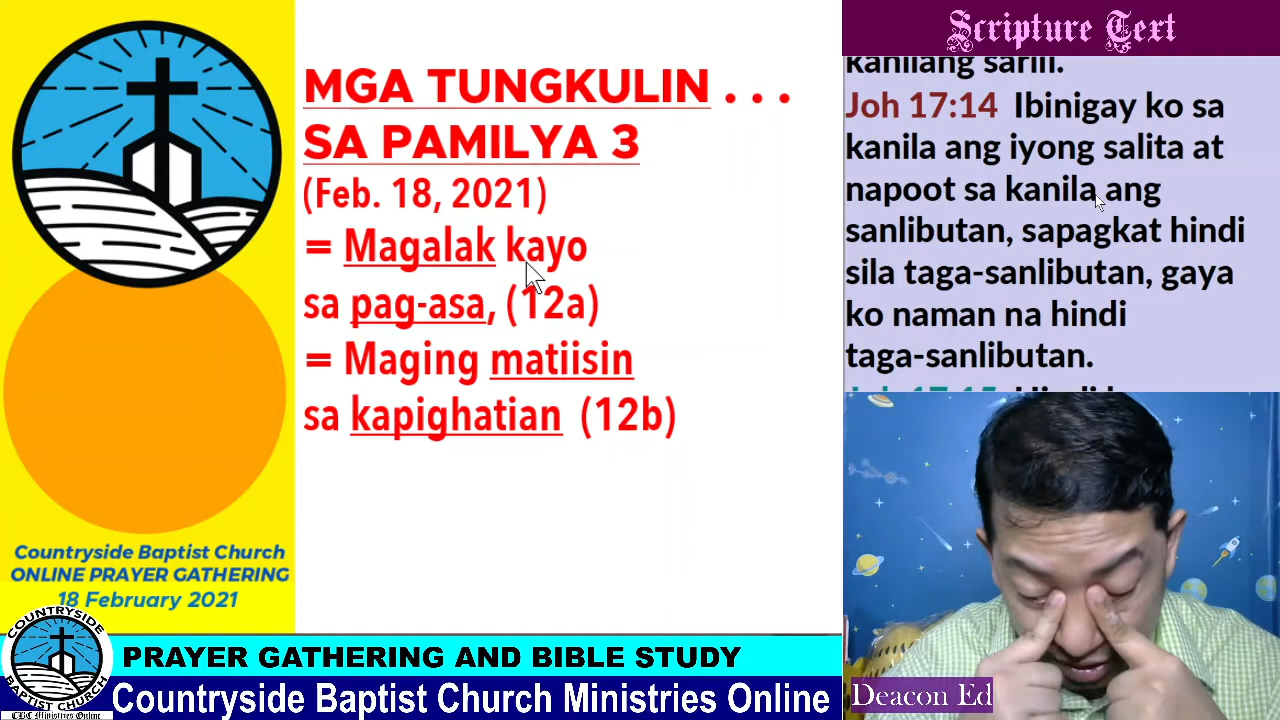 MGA TUNGKULIN . . .
SA PAMILYA 3
(Feb. 18, 2021)
= Magalak kayo
sa pag-asa, (12a)
= Maging matiisin
sa kapighatian (12b)
Countryside Baptist Church
ONLINE PRAYER GATHERING
18 February 2021
COUNTRYSIDE
BAPTIST CHURCH
CBC Ministries Online
PRAYER GATHERING AND BIBLE STUDY
Countryside Baptist Church Ministries Online
Scripture Text
kanilang sarili.
Joh 17:14 Ibinigay ko sa
kanila ang iyong salita at
napoot sa kanila ang
sanlibutan, sapagkat hindi
sila taga-sanlibutan, gaya
ko naman na hindi
taga-sanlibutan.
Deacon Ed